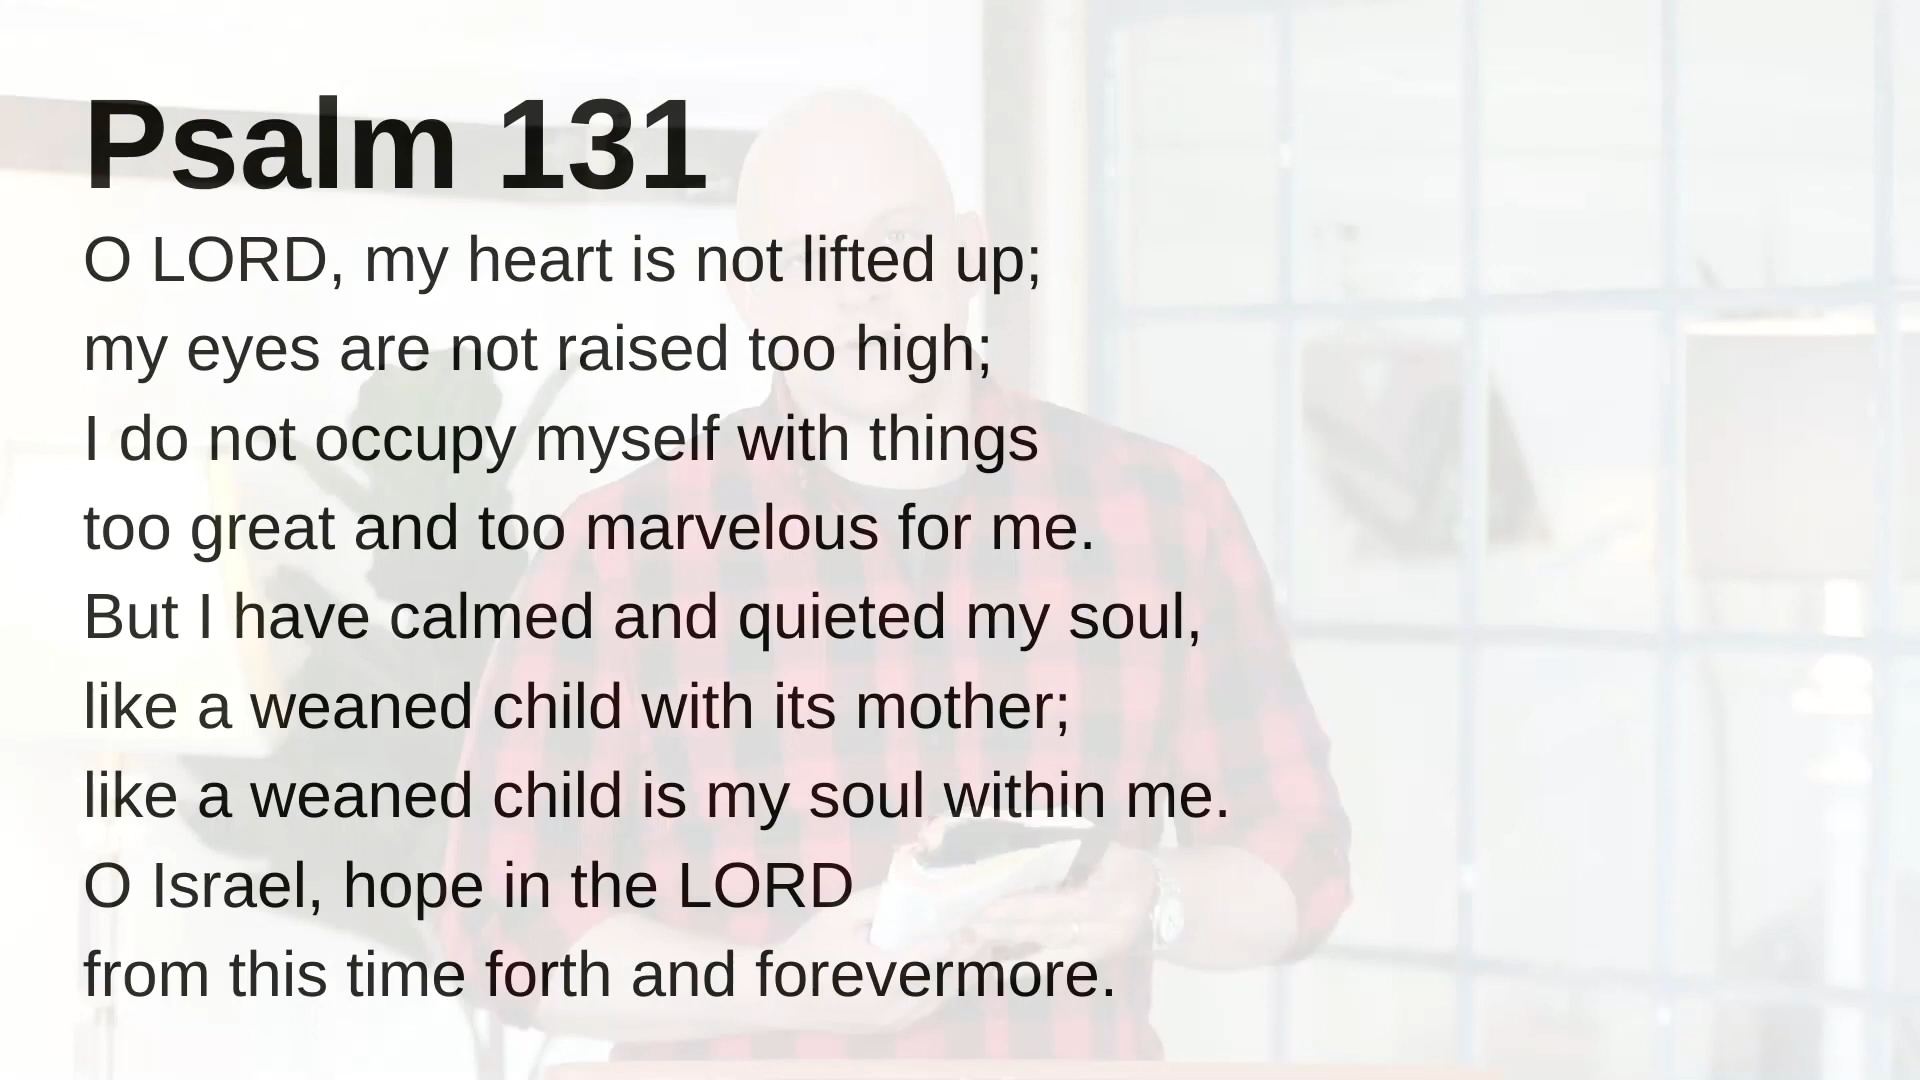 Psalm 131
O LORD, my heart is not lifted up;
my eyes are not raised too high;
I do not occupy myself with things
too great and too marvelous for me.
But I have calmed and quieted my soul,
like a weaned child with its mother;
like a weaned child is my soul within me.
O Israel, hope in the LORD
from this time forth and forevermore.